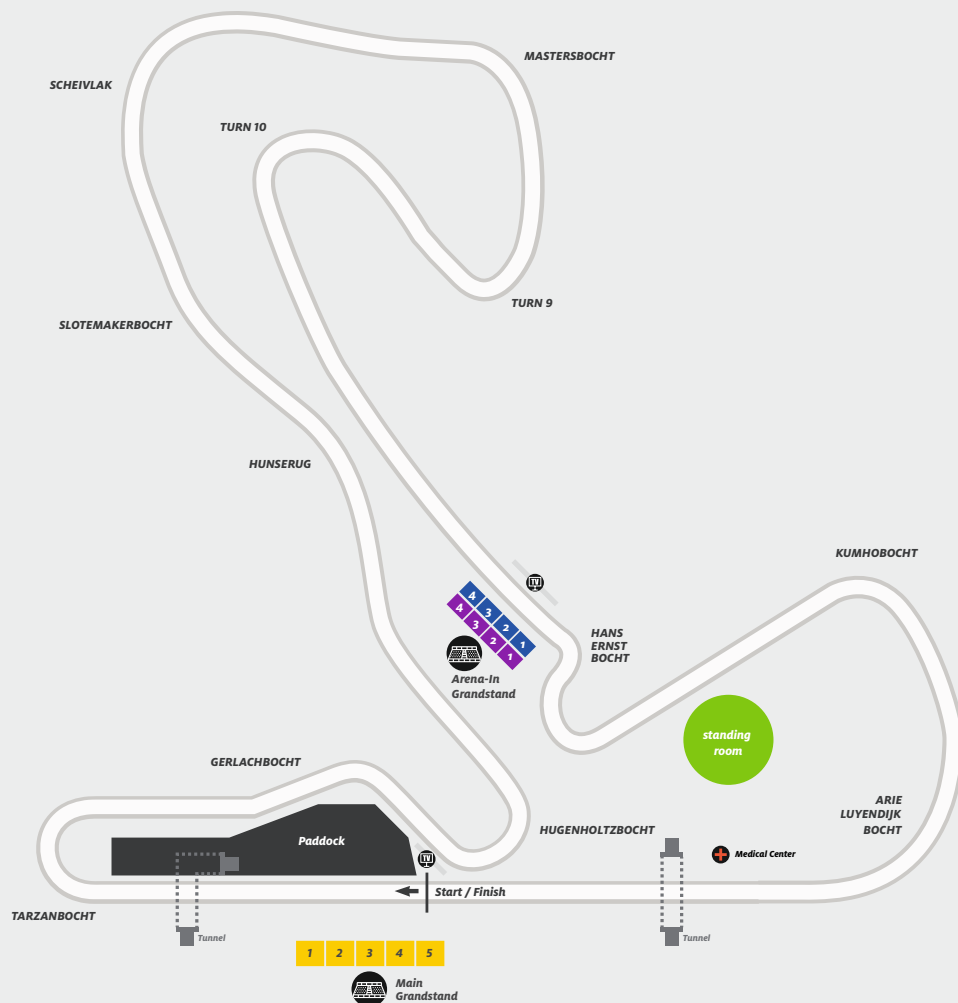 MASTERSBOCHT
SCHEIVLAK
TURN 10
TURN 9
SLOTEMAKERBOCHT
HUNSERUG
KUMHOBOCHT
TV
4
3
2
1
4
3
2
1
HANS
ERNST
BOCHT
Arena-In
Grandstand
standing
room
GERLACHBOCHT
ARIE
LUYENDIJK
BOCHT
HUGENHOLTZBOCHT
Paddock
TV
Medical Center
Start / Finish
TARZANBOCHT
Tunnel
Tunnel
1 2 3 4 5
Main
Grandstand